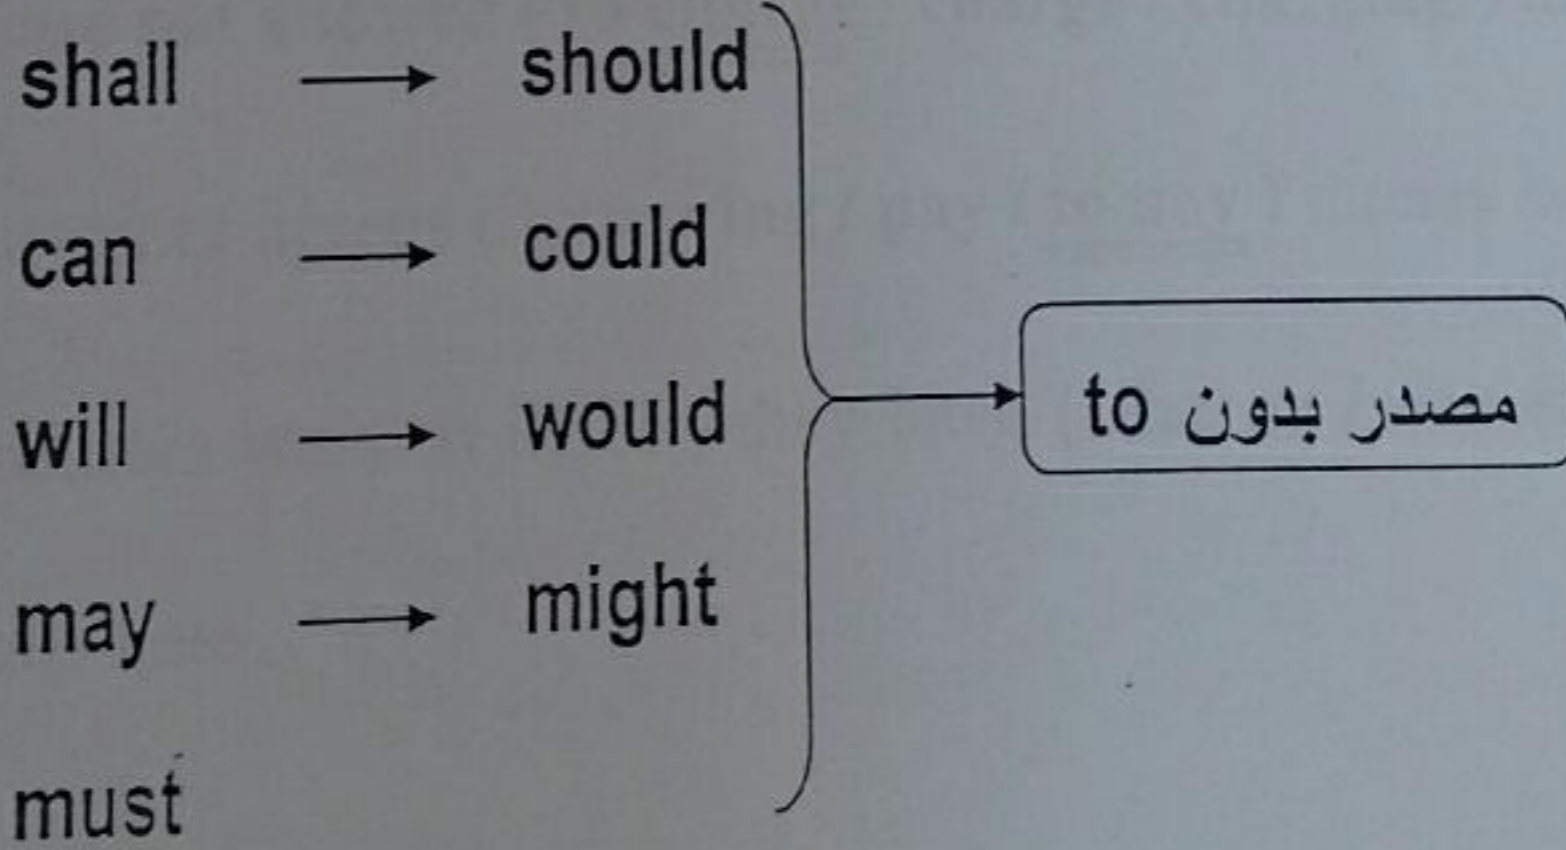 shall → should
can → could
will → would
may → might
must
مصدر بدون to